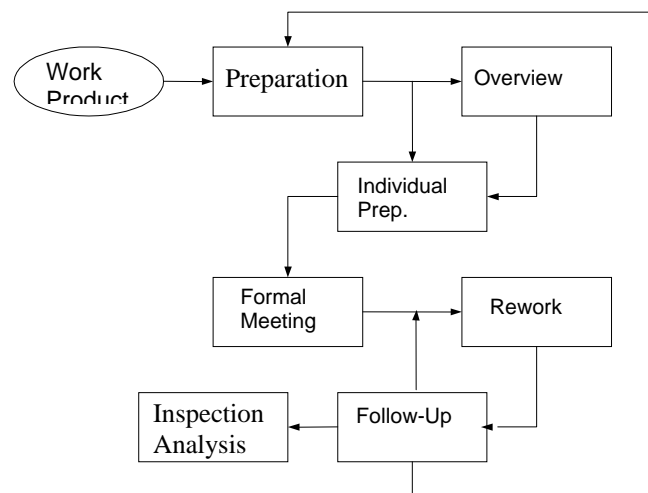 Work
Product
Preparation
Overview
Individual
Prep.
Formal
Meeting
Rework
Inspection
Analysis
Follow-Up